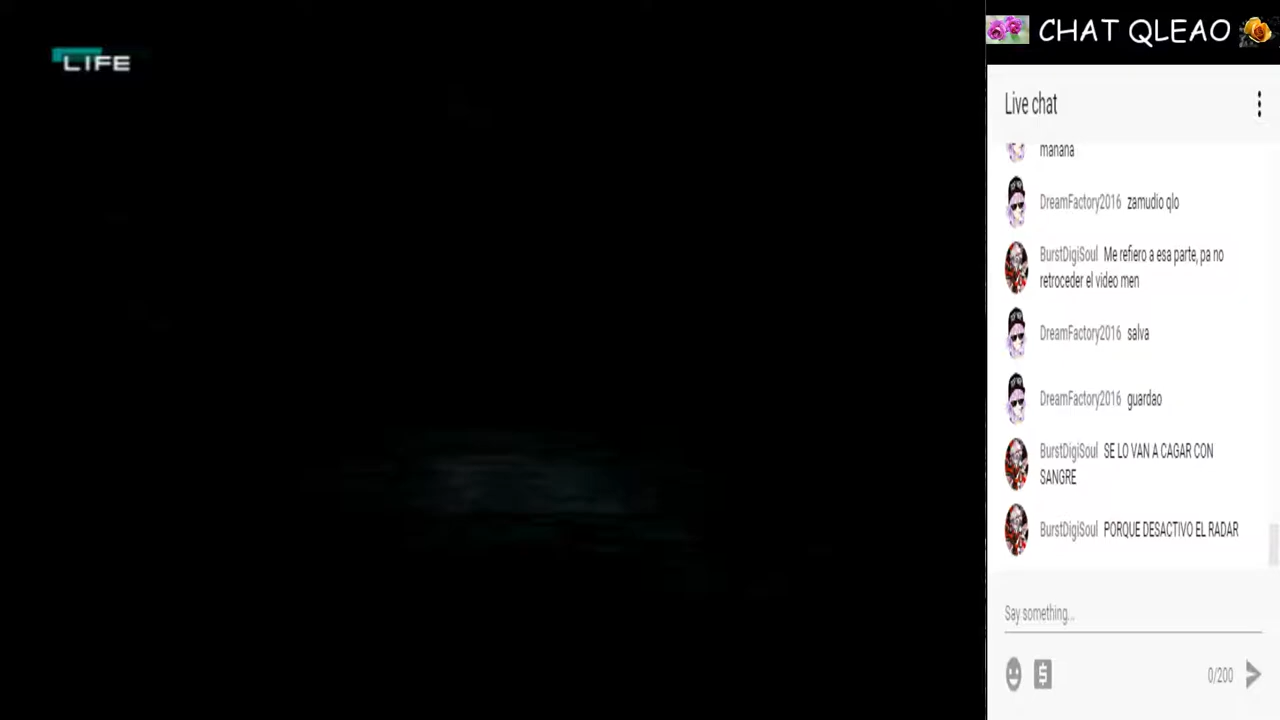 LIFE
CHAT QLEAO
Live chat
manana
DreamFactory2016 zamudio qlo
BurstDigiSoul Me refiero a esa parte, pa no
retroceder el video men
DreamFactory2016 salva
DreamFactory2016 guardao
BurstDigiSoul SE LO VAN A CAGAR CON
SANGRE
BurstDigiSoul PORQUE DESACTIVO EL RADAR
Say something...
0/200